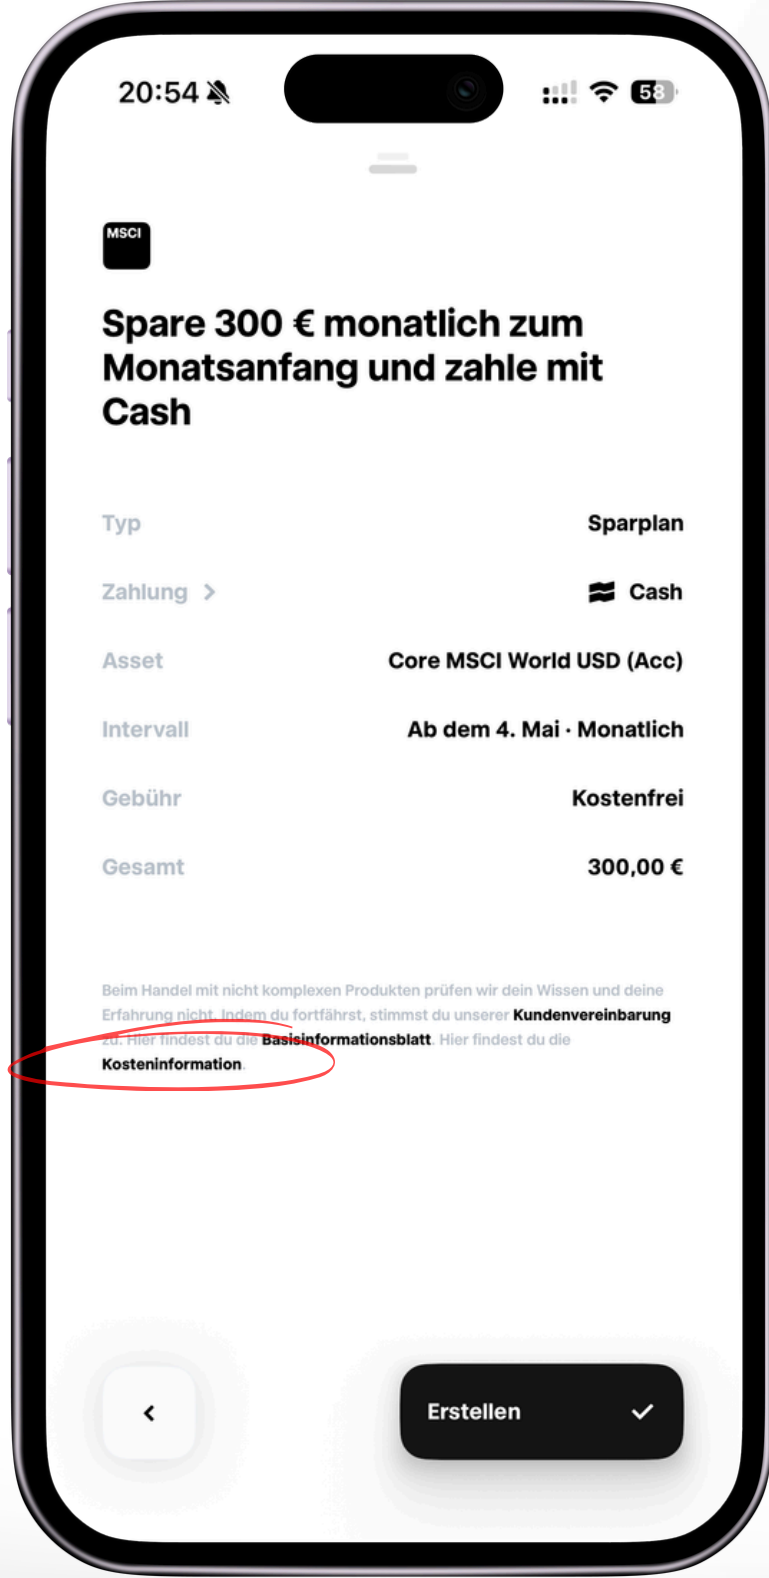 20:54
58
MSCI
Spare 300 € monatlich zum
Monatsanfang und zahle mit
Cash
Typ Sparplan
Zahlung > Cash
Asset Core MSCI World USD (Acc)
Intervall Ab dem 4. Mai · Monatlich
Gebühr Kostenfrei
Gesamt 300,00 €
Beim Handel mit nicht komplexen Produkten prüfen wir dein Wissen und deine
Erfahrung nicht. Indem du fortfährst, stimmst du unserer Kundenvereinbarung
zu. Hier findest du die Basisinformationsblatt. Hier findest du die
Kosteninformation.
Erstellen